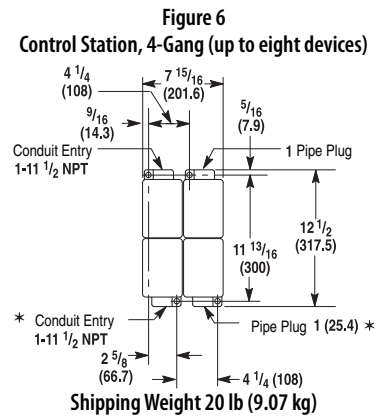 Figure 6
Control Station, 4-Gang (up to eight devices)
4 1/4
(108)
7 15/16
(201.6)
9/16
(14.3)
5/16
(7.9)
Conduit Entry
1-11 1/2 NPT
1 Pipe Plug
11 13/16
(300)
12 1/2
(317.5)
* Conduit Entry
1-11 1/2 NPT
Pipe Plug 1 (25.4) *
2 5/8
(66.7)
4 1/4 (108)
Shipping Weight 20 lb (9.07 kg)